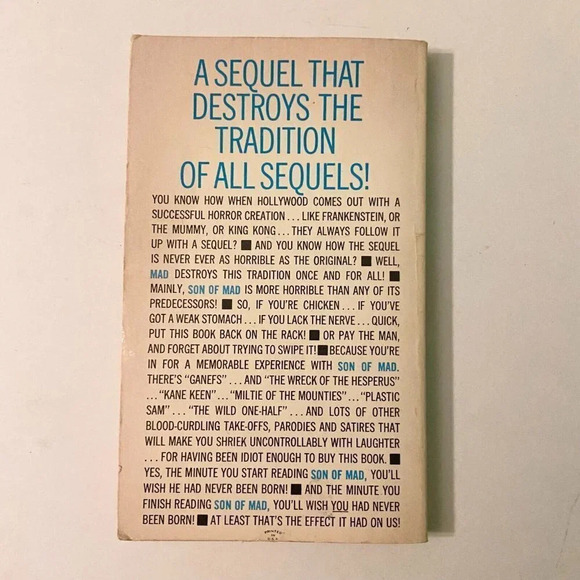 A SEQUEL THAT
DESTROYS THE
TRADITION
OF ALL SEQUELS!
YOU KNOW HOW WHEN HOLLYWOOD COMES OUT WITH A
SUCCESSFUL HORROR CREATION...LIKE FRANKENSTEIN, OR
THE MUMMY, OR KING KONG...THEY ALWAYS FOLLOW IT
UP WITH A SEQUEL? ■ AND YOU KNOW HOW THE SEQUEL
IS NEVER EVER AS HORRIBLE AS THE ORIGINAL? ■ WELL,
MAD DESTROYS THIS TRADITION ONCE AND FOR ALL! ■
MAINLY, SON OF MAD IS MORE HORRIBLE THAN ANY OF ITS
PREDECESSORS! ■ SO, IF YOU'RE CHICKEN...IF YOU'VE
GOT A WEAK STOMACH...IF YOU LACK THE NERVE...QUICK,
PUT THIS BOOK BACK ON THE RACK! ■ OR PAY THE MAN,
AND FORGET ABOUT TRYING TO SWIPE IT! ■ BECAUSE YOU'RE
IN FOR A MEMORABLE EXPERIENCE WITH SON OF MAD.
THERE'S "GANEFS"...AND "THE WRECK OF THE HESPERUS"
..."KANE KEEN"..."MILTIE OF THE MOUNTIES"..."PLASTIC
SAM"..."THE WILD ONE-HALF"...AND LOTS OF OTHER
BLOOD-CURDLING TAKE-OFFS, PARODIES AND SATIRES THAT
WILL MAKE YOU SHRIEK UNCONTROLLABLY WITH LAUGHTER
...FOR HAVING BEEN IDIOT ENOUGH TO BUY THIS BOOK. ■
YES, THE MINUTE YOU START READING SON OF MAD, YOU'LL
WISH HE HAD NEVER BEEN BORN! ■ AND THE MINUTE YOU
FINISH READING SON OF MAD, YOU'LL WISH YOU HAD NEVER
BEEN BORN! ■ AT LEAST THAT'S THE EFFECT IT HAD ON US!
PRINTED
IN
U.S.A.